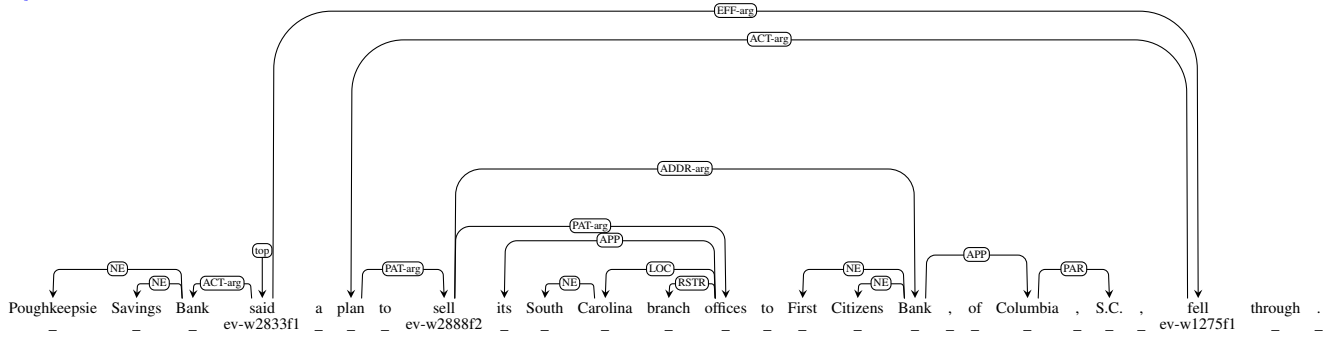 EFF-arg
ACT-arg
ADDR-arg
PAT-arg
top APP
APP
NE NE ACT-arg PAT-arg NE LOC RSTR NE NE PAR
Poughkeepsie Savings Bank said a plan to sell its South Carolina branch offices to First Citizens Bank , of Columbia , S.C. , fell through .
_ _ _ ev-w2833f1 _ _ _ ev-w2888f2 _ _ _ _ _ _ _ _ _ _ _ _ _ _ _ ev-w1275f1 _ _